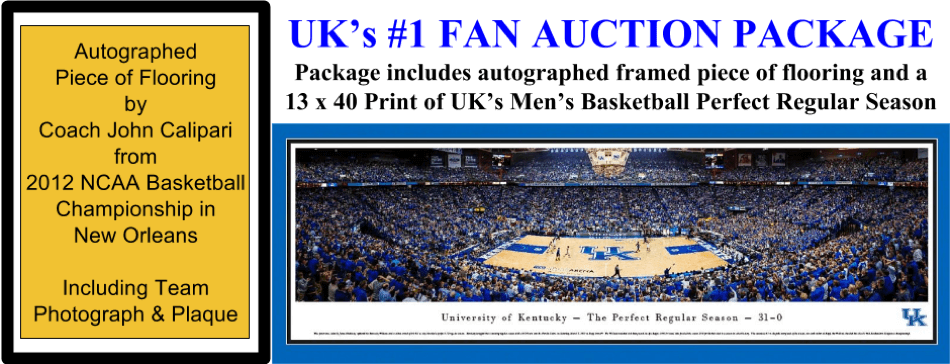 Autographed
Piece of Flooring
by
Coach John Calipari
from
2012 NCAA Basketball
Championship in
New Orleans
Including Team
Photograph & Plaque
UK's #1 FAN AUCTION PACKAGE
Package includes autographed framed piece of flooring and a
13 x 40 Print of UK's Men's Basketball Perfect Regular Season
University of Kentucky – The Perfect Regular Season – 31-0
UK